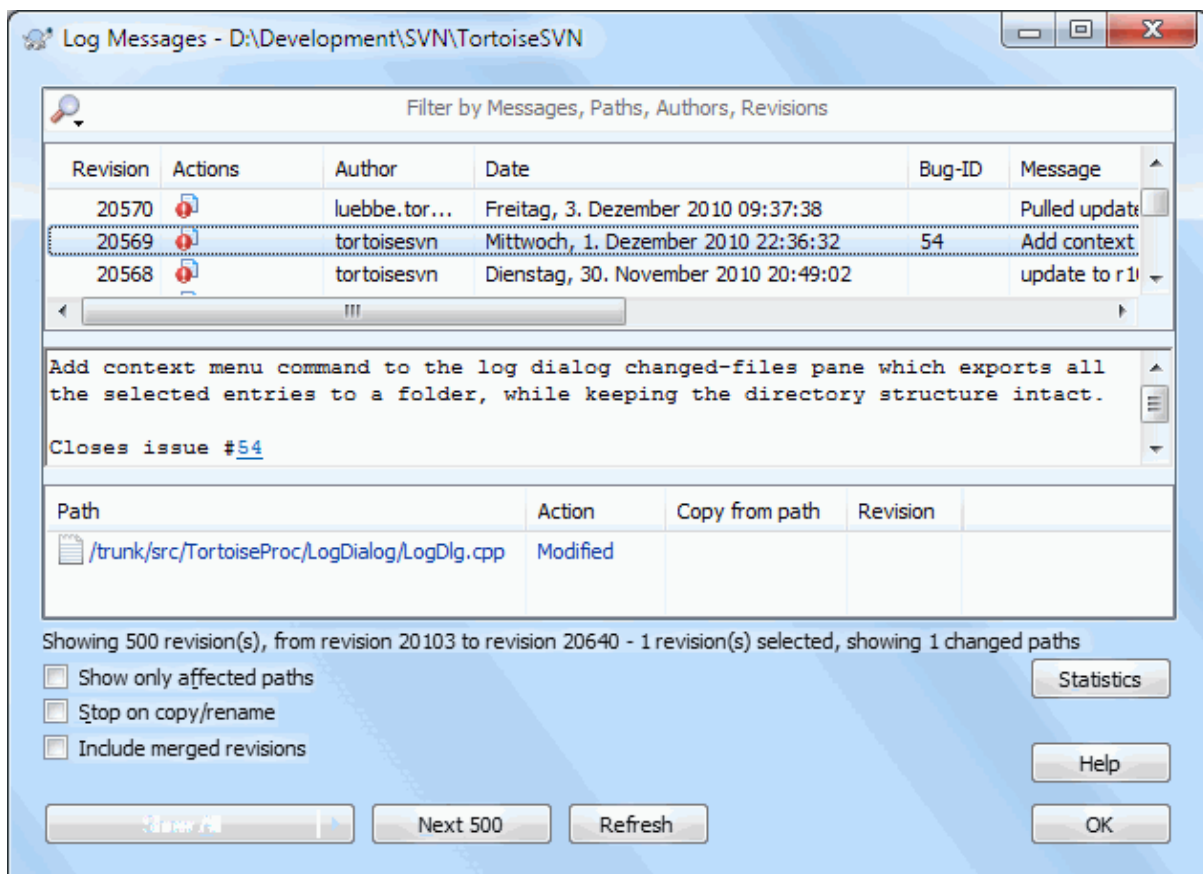 Log Messages - D:\Development\SVN\TortoiseSVN
Filter by Messages, Paths, Authors, Revisions
Revision Actions Author Date Bug-ID Message
20570 luebbe.tor... Freitag, 3. Dezember 2010 09:37:38 Pulled update
20569 tortoisesvn Mittwoch, 1. Dezember 2010 22:36:32 54 Add context
20568 tortoisesvn Dienstag, 30. November 2010 20:49:02 update to
Add context menu command to the log dialog changed-files pane which exports all
the selected entries to a folder, while keeping the directory structure intact.
Closes issue #54
Path Action Copy from path Revision
/trunk/src/TortoiseProc/LogDialog/LogDlg.cpp Modified
Showing 500 revision(s), from revision 20103 to revision 20640 - 1 revision(s) selected, showing 1 changed paths
Show only affected paths
Statistics
Stop on copy/rename
Include merged revisions
Help
Show All Next 500 Refresh OK